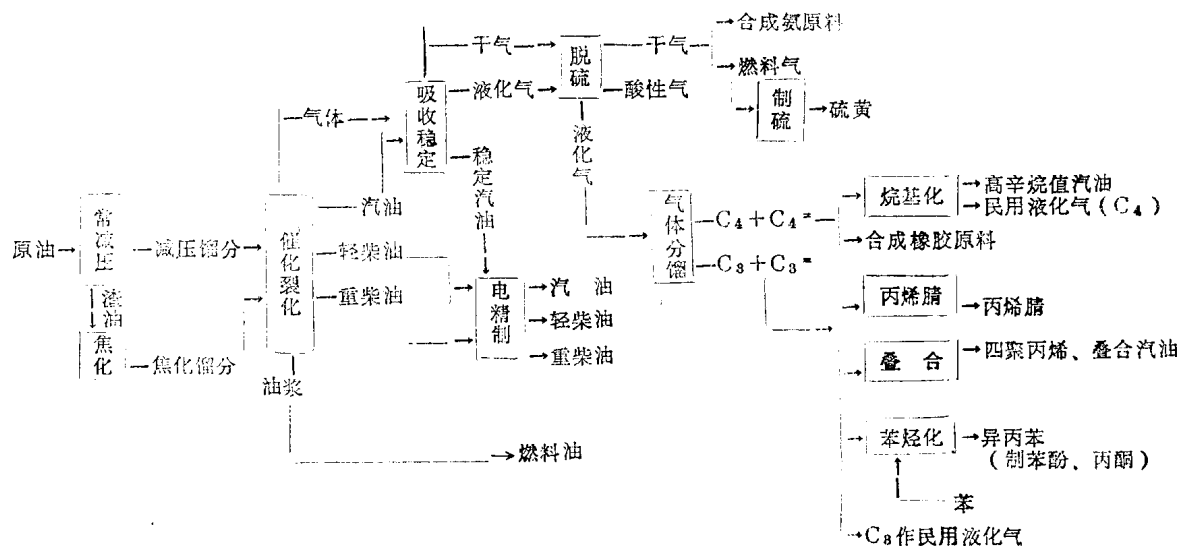 合成氨原料
干气
脱硫
干气
燃料气
吸收稳定
液化气
酸性气
制硫
硫黄
气体
液化气
稳定汽油
烷基化
高辛烷值汽油
民用液化气(C₄)
常减压
催化裂化
汽油
气体分馏
C₄+C₄⁼
原油
减压馏分
轻柴油
合成橡胶原料
C₃+C₃⁼
渣油
重柴油
电精制
汽 油
丙烯腈
丙烯腈
轻柴油
焦化
焦化馏分
重柴油
叠 合
四聚丙烯、叠合汽油
油浆
燃料油
苯烃化
异丙苯
(制苯酚、丙酮)
苯
C₃作民用液化气